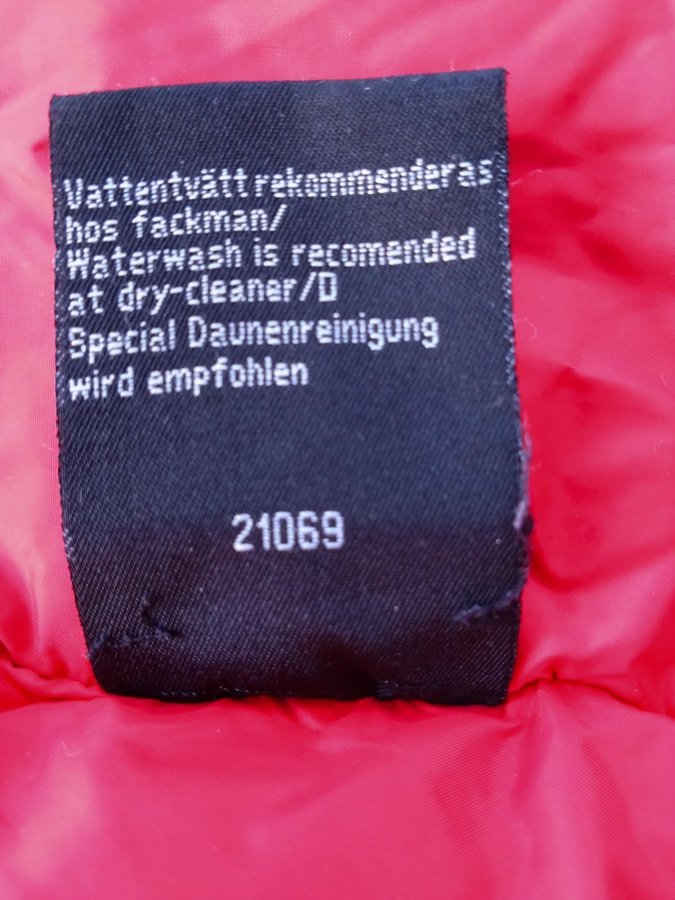 Vattentvätt rekommenderas
hos fackman/
Waterwash is recomended
at dry-cleaner/D
Special Daunenreinigung
wird empfohlen
21069